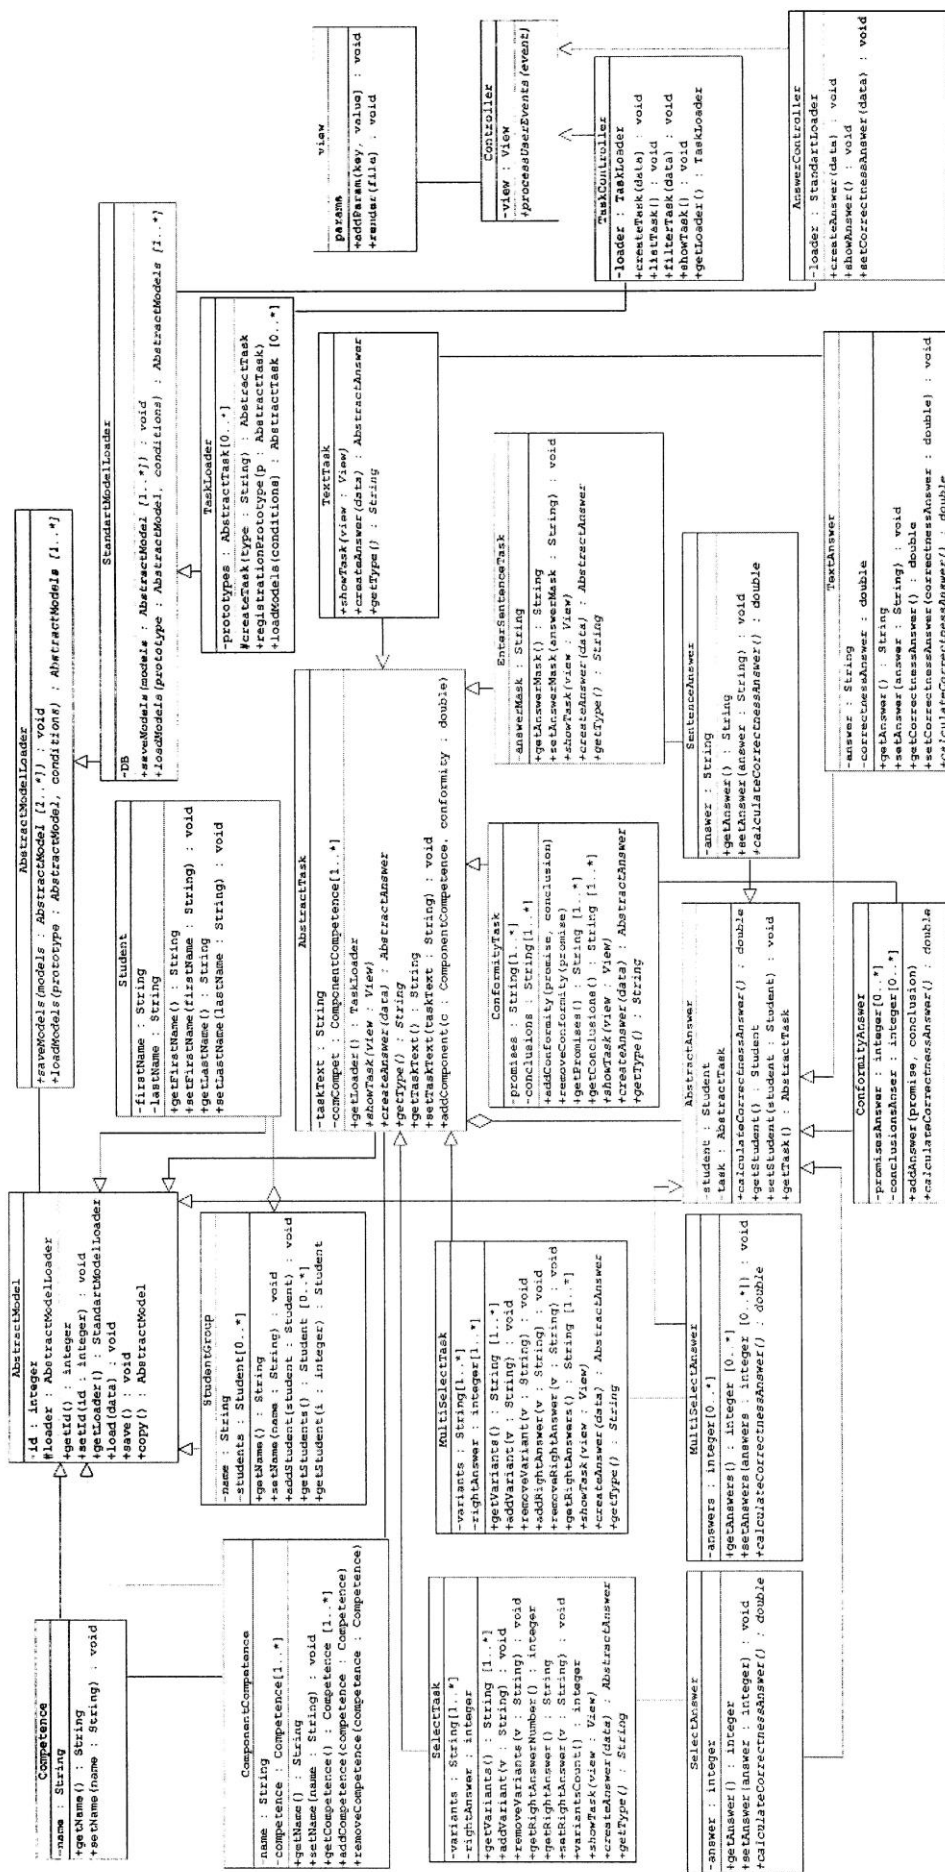 Competence
-name : String
+getName() : String
+setName(name : String) : void
ComponentCompetence
-name : String
-competence : Competence[1..*]
+getName() : String
+setName(name : String) : void
+getCompetence() : Competence [1..*]
+addCompetence(competence : Competence)
+removeCompetence(competence : Competence)
AbstractModel
-id : integer
#loader : AbstractModelLoader
+getId() : integer
+setId(id : integer) : void
+getLoader() : StandartModelLoader
+load(data) : void
+save() : void
+copy() : AbstractModel
StudentGroup
-name : String
-students : Student[0..*]
+getName() : String
+setName(name : String) : void
+addStudent(student : Student) : void
+getStudents() : Student [0..*]
+getStudent(i : integer) : Student
Student
-firstName : String
-lastName : String
+getFirstName() : String
+setFirstName(firstName : String) : void
+getLastName() : String
+setLastName(lastName : String) : void
AbstractModelLoader
+saveModels(models : AbstractModel [1..*]) : void
+loadModels(prototype : AbstractModel, conditions) : AbstractModels [1..*]
StandartModelLoader
-DB
+saveModels(models : AbstractModel [1..*]) : void
+loadModels(prototype : AbstractModel, conditions) : AbstractModels [1..*]
TaskLoader
-prototypes : AbstractTask[0..*]
#createTask(type : String) : AbstractTask
+registrationPrototype(p : AbstractTask)
+loadModels(conditions) : AbstractTask [0..*]
view
params
+addParam(key, value) : void
+render(file) : void
Controller
-view : View
+processUserEvents(event)
TaskController
-loader : TaskLoader
+createTask(data) : void
+listTask() : void
+filterTask(data) : void
+showTask() : void
+getLoader() : TaskLoader
AnswerController
-loader : StandartLoader
+createAnswer(data) : void
+showAnswer() : void
+setCorrectnessAnswer(data) : void
AbstractTask
-taskText : String
-comCompet : ComponentCompetence[1..*]
+getLoader() : TaskLoader
+showTask(view : View)
+createAnswer(data) : AbstractAnswer
+getType() : String
+getTaskText() : String
+setTaskText(taskText : String) : void
+addComponent(c : ComponentCompetence, conformity : double)
TextTask
+showTask(view : View)
+createAnswer(data) : AbstractAnswer
+getType() : String
SelectTask
-variants : String[1..*]
-rightAnswer : integer
+getVariants() : String [1..*]
+addVariant(v : String) : void
+removeVariants(v : String) : void
+getRightAnswerNumber() : integer
+getRightAnswer() : String
+setRightAnswer(v : String) : void
+variantsCount() : integer
+showTask(view : View)
+createAnswer(data) : AbstractAnswer
+getType() : String
MultiSelectTask
-variants : String[1..*]
-rightAnswer : integer[1..*]
+getVariants() : String [1..*]
+addVariant(v : String) : void
+removeVariant(v : String) : void
+addRightAnswer(v : String) : void
+removeRightAnswer(v : String) : void
+getRightAnswers() : String [1..*]
+showTask(view : View)
+createAnswer(data) : AbstractAnswer
+getType() : String
ConformityTask
-promises : String[1..*]
-conclusions : String[1..*]
+addConformity(promise, conclusion)
+removeConformity(promise)
+getPromises() : String [1..*]
+getConclusions() : String [1..*]
+showTask(view : View)
+createAnswer(data) : AbstractAnswer
+getType() : String
EnterSentenceTask
-answerMask : String
+getAnswerMask() : String
+setAnswerMask(answerMask : String) : void
+showTask(view : View)
+createAnswer(data) : AbstractAnswer
+getType() : String
SelectAnswer
-answer : integer
+getAnswer() : integer
+setAnswer(answer : integer) : void
+calculateCorrectnessAnswer() : double
MultiSelectAnswer
-answers : integer[0..*]
+getAnswers() : integer [0..*]
+setAnswers(answers : integer [0..*]) : void
+calculateCorrectnessAnswer() : double
AbstractAnswer
-student : Student
-task : AbstractTask
+calculateCorrectnessAnswer() : double
+getStudent() : Student
+setStudent(student : Student) : void
+getTask() : AbstractTask
SentenceAnswer
-answer : String
+getAnswer() : String
+setAnswer(answer : String) : void
+calculateCorrectnessAnswer() : double
ConformityAnswer
-promisesAnswer : integer[0..*]
-conclusionsAnser : integer[0..*]
+addAnswer(promise, conclusion)
+calculateCorrectnessAnswer() : double
TextAnswer
-answer : String
-correctnessAnswer : double
+getAnswer() : String
+setAnswer(answer : String) : void
+getCorrectnessAnswer() : double
+setCorrectnessAnswer(correctnessAnswer : double) : void
+calculateCorrectnessAnswer() : double